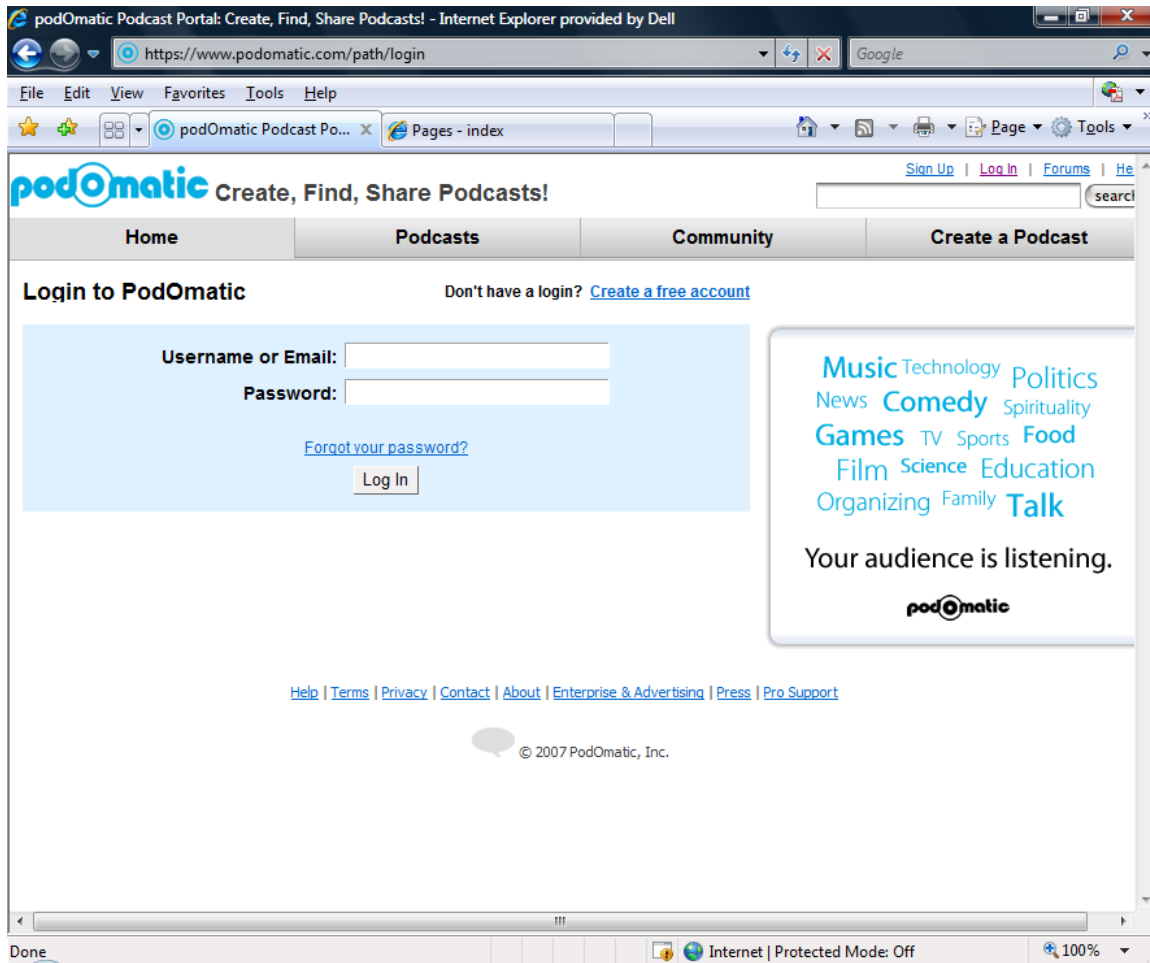 podOmatic Podcast Portal: Create, Find, Share Podcasts! - Internet Explorer provided by Dell
https://www.podomatic.com/path/login
Google
File Edit View Favorites Tools Help
podOmatic Podcast Po... Pages - index
Page Tools
Sign Up | Log In | Forums | He
podOmatic Create, Find, Share Podcasts!
search
Home Podcasts Community Create a Podcast
Login to PodOmatic Don't have a login? Create a free account
Username or Email:
Password:
Forgot your password?
Log In
Music Technology Politics
News Comedy Spirituality
Games TV Sports Food
Film Science Education
Organizing Family Talk
Your audience is listening.
podOmatic
Help | Terms | Privacy | Contact | About | Enterprise & Advertising | Press | Pro Support
© 2007 PodOmatic, Inc.
Done Internet | Protected Mode: Off 100%